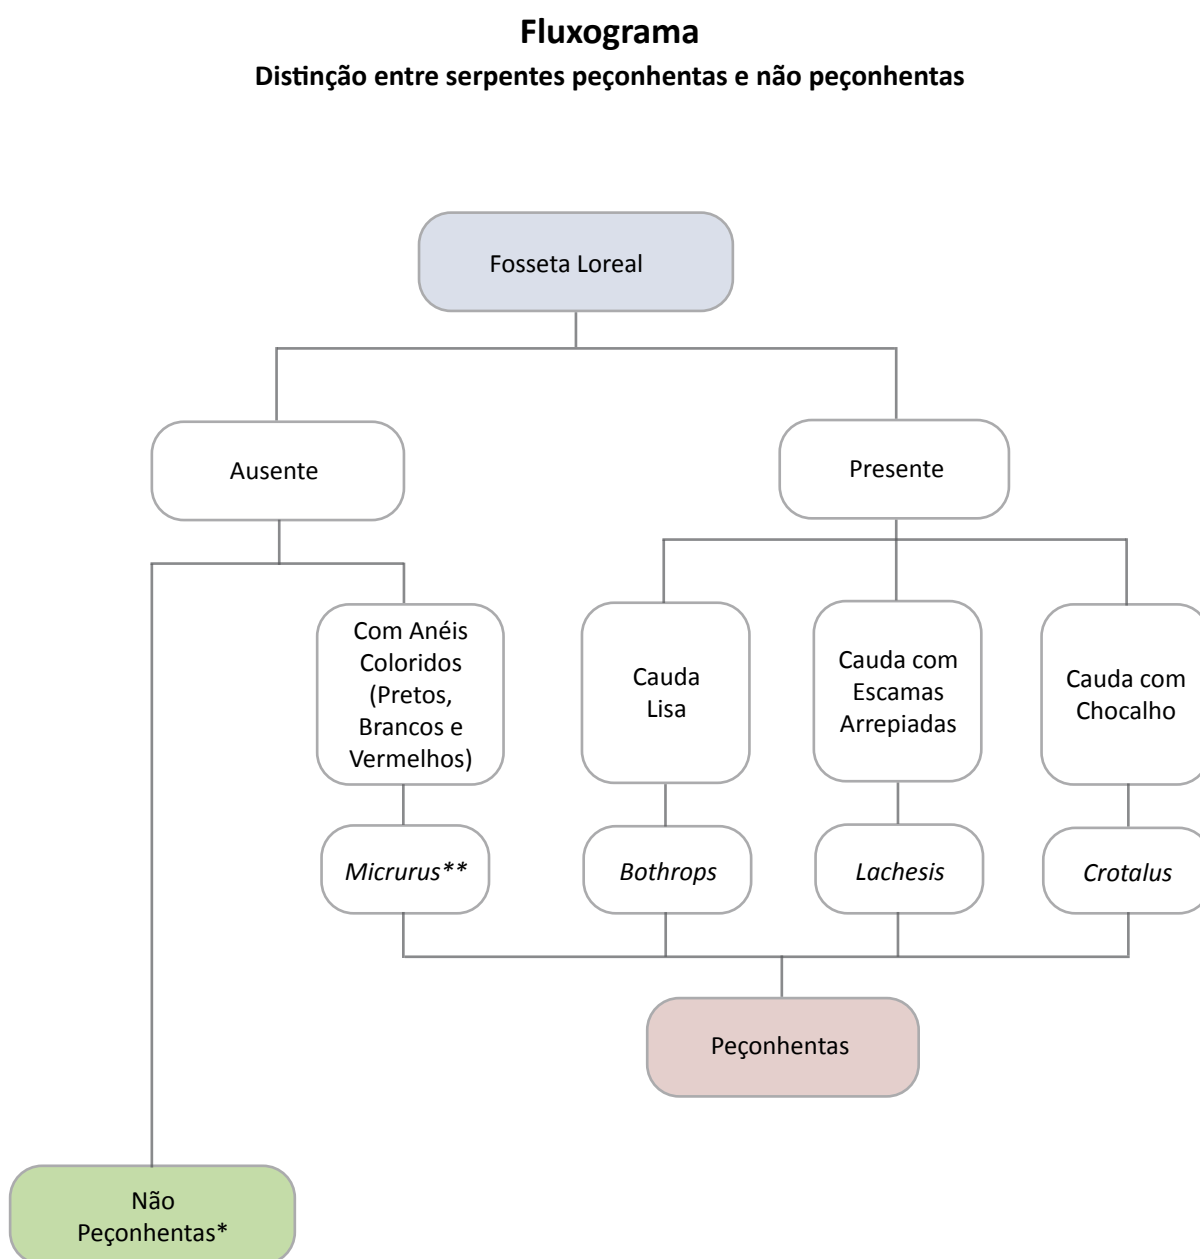 Fluxograma
Distinção entre serpentes peçonhentas e não peçonhentas
Fosseta Loreal
Ausente
Presente
Com Anéis
Coloridos
(Pretos,
Brancos e
Vermelhos)
Cauda
Lisa
Cauda com
Escamas
Arrepiadas
Cauda com
Chocalho
Micrurus**
Bothrops
Lachesis
Crotalus
Peçonhentas
Não
Peçonhentas*